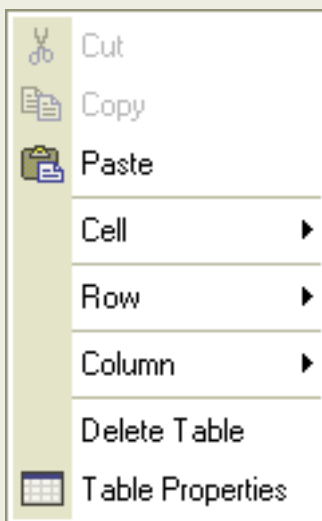 Cut
Copy
Paste
Cell
Row
Column
Delete Table
Table Properties